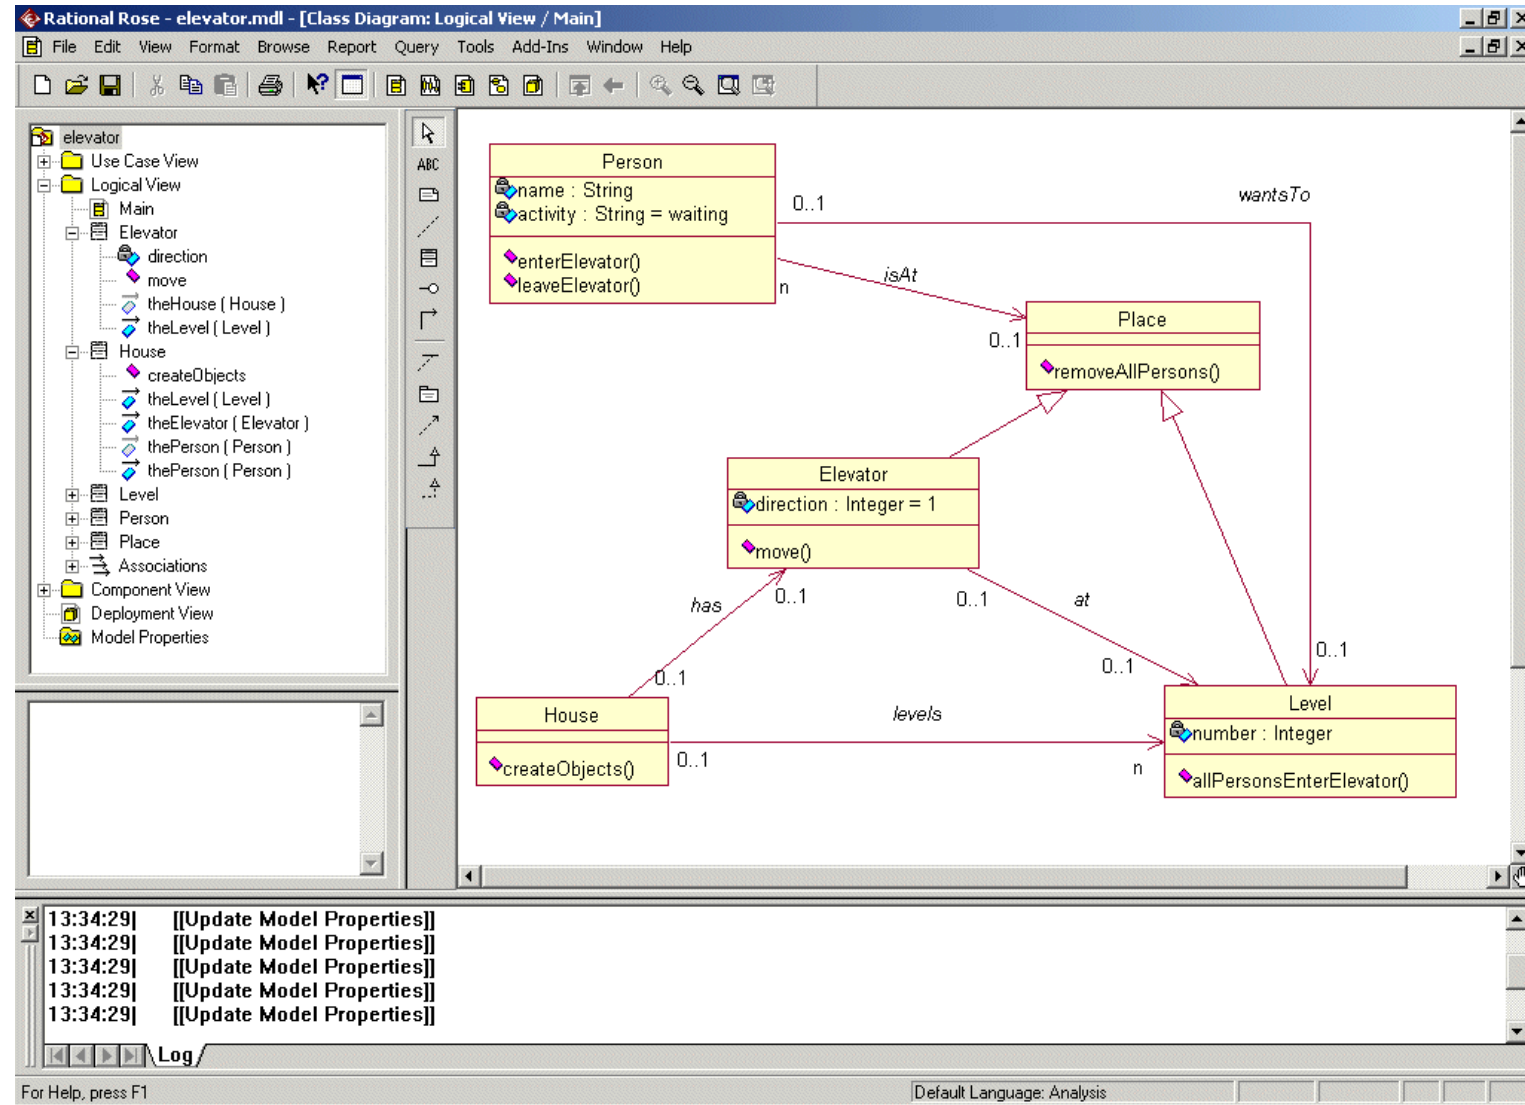 Rational Rose - elevator.mdl - [Class Diagram: Logical View / Main]
File Edit View Format Browse Report Query Tools Add-Ins Window Help
elevator
Use Case View
Logical View
Main
Elevator
direction
move
theHouse ( House )
theLevel ( Level )
House
createObjects
theLevel ( Level )
theElevator ( Elevator )
thePerson ( Person )
thePerson ( Person )
Level
Person
Place
Associations
Component View
Deployment View
Model Properties
ABC
Person
name : String
activity : String = waiting
enterElevator()
leaveElevator()
0..1
wantsTo
isAt
n
0..1
Place
removeAllPersons()
Elevator
direction : Integer = 1
move()
has
0..1
0..1
at
0..1
0..1
0..1
House
createObjects()
levels
0..1
n
Level
number : Integer
allPersonsEnterElevator()
13:34:29| [[Update Model Properties]]
13:34:29| [[Update Model Properties]]
13:34:29| [[Update Model Properties]]
13:34:29| [[Update Model Properties]]
13:34:29| [[Update Model Properties]]
Log
For Help, press F1
Default Language: Analysis